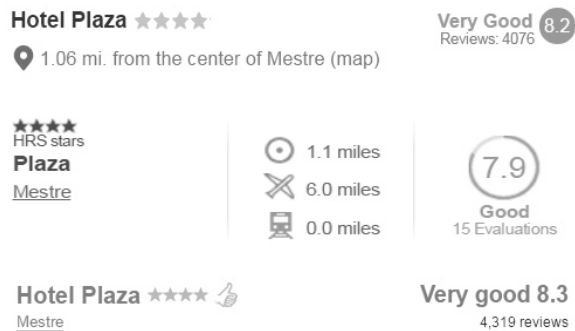 Hotel Plaza
Very Good 8.2
Reviews: 4076
1.06 mi. from the center of Mestre (map)
HRS stars
Plaza
Mestre
1.1 miles
6.0 miles
0.0 miles
7.9
Good
15 Evaluations
Hotel Plaza
Very good 8.3
Mestre
4,319 reviews